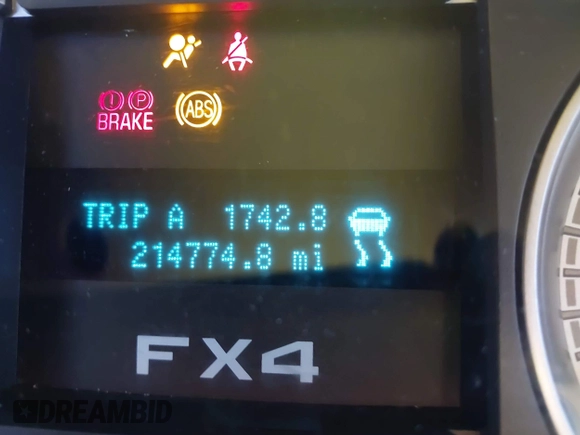 (!) (P)
BRAKE
(ABS)
TRIP A 1742.8
214774.8 mi
FX4
DREAMBID